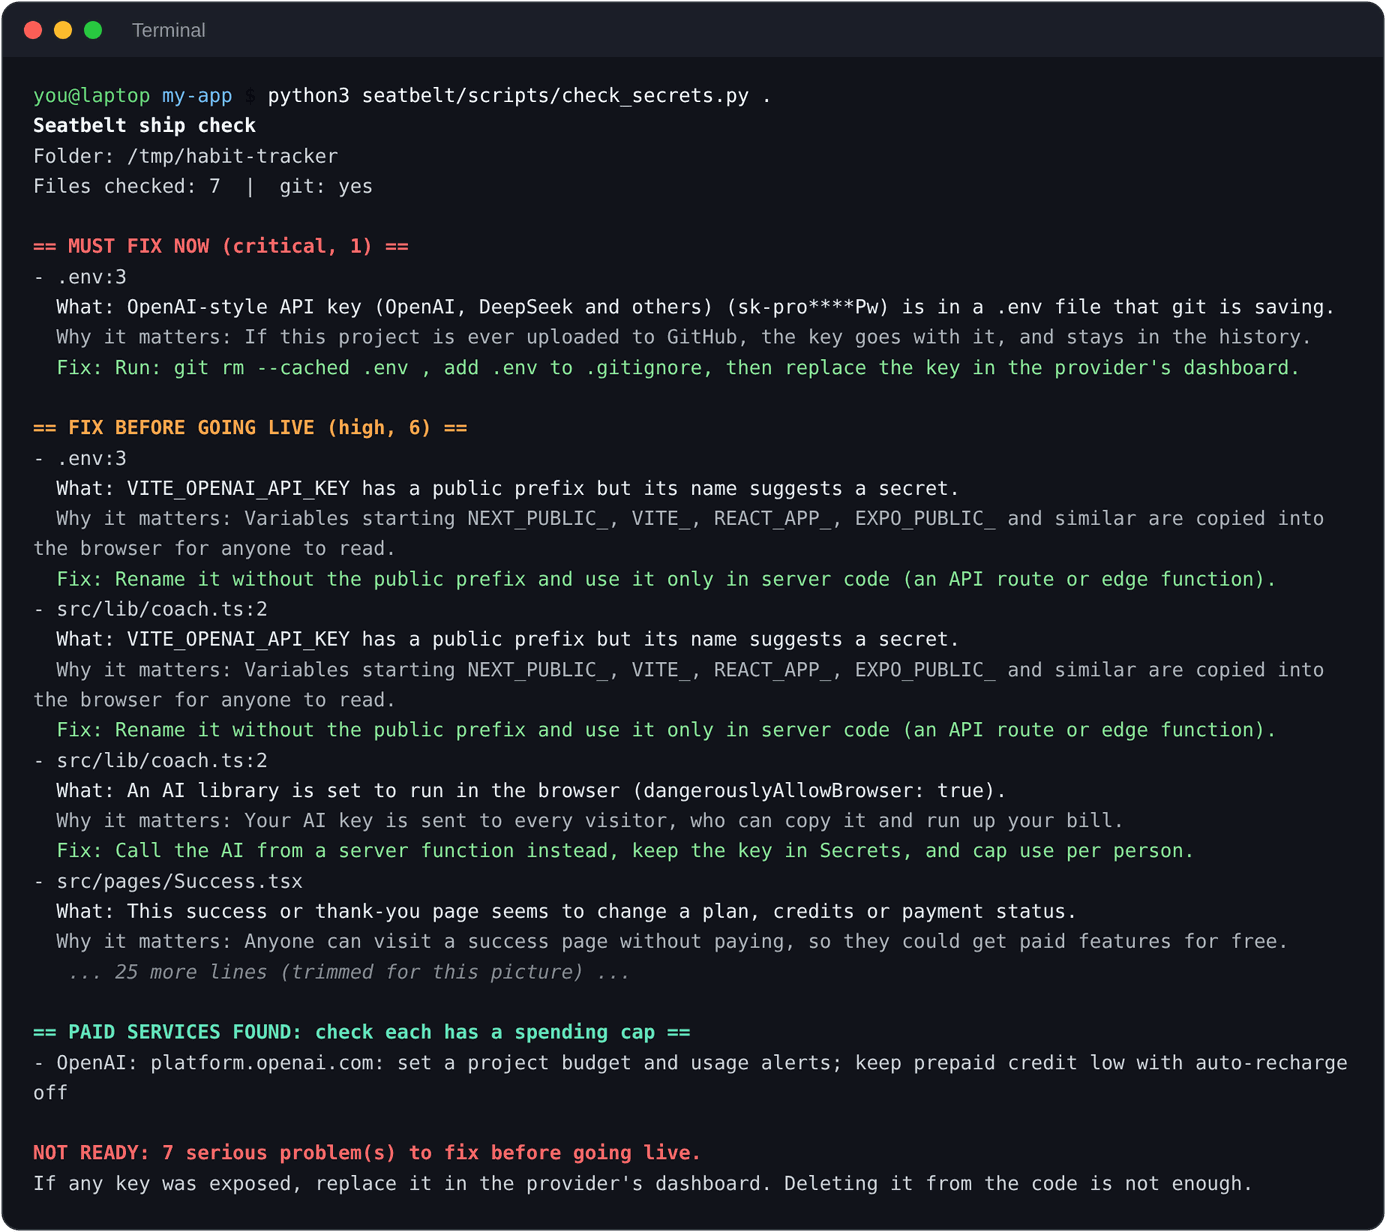 Terminal
you@laptop my-app $ python3 seatbelt/scripts/check_secrets.py .
Seatbelt ship check
Folder: /tmp/habit-tracker
Files checked: 7  |  git: yes
== MUST FIX NOW (critical, 1) ==
- .env:3
What: OpenAI-style API key (OpenAI, DeepSeek and others) (sk-pro****Pw) is in a .env file that git is saving.
Why it matters: If this project is ever uploaded to GitHub, the key goes with it, and stays in the history.
Fix: Run: git rm --cached .env , add .env to .gitignore, then replace the key in the provider's dashboard.
== FIX BEFORE GOING LIVE (high, 6) ==
- .env:3
What: VITE_OPENAI_API_KEY has a public prefix but its name suggests a secret.
Why it matters: Variables starting NEXT_PUBLIC_, VITE_, REACT_APP_, EXPO_PUBLIC_ and similar are copied into
the browser for anyone to read.
Fix: Rename it without the public prefix and use it only in server code (an API route or edge function).
- src/lib/coach.ts:2
What: VITE_OPENAI_API_KEY has a public prefix but its name suggests a secret.
Why it matters: Variables starting NEXT_PUBLIC_, VITE_, REACT_APP_, EXPO_PUBLIC_ and similar are copied into
the browser for anyone to read.
Fix: Rename it without the public prefix and use it only in server code (an API route or edge function).
- src/lib/coach.ts:2
What: An AI library is set to run in the browser (dangerouslyAllowBrowser: true).
Why it matters: Your AI key is sent to every visitor, who can copy it and run up your bill.
Fix: Call the AI from a server function instead, keep the key in Secrets, and cap use per person.
- src/pages/Success.tsx
What: This success or thank-you page seems to change a plan, credits or payment status.
Why it matters: Anyone can visit a success page without paying, so they could get paid features for free.
... 25 more lines (trimmed for this picture) ...
== PAID SERVICES FOUND: check each has a spending cap ==
- OpenAI: platform.openai.com: set a project budget and usage alerts; keep prepaid credit low with auto-recharge
off
NOT READY: 7 serious problem(s) to fix before going live.
If any key was exposed, replace it in the provider's dashboard. Deleting it from the code is not enough.